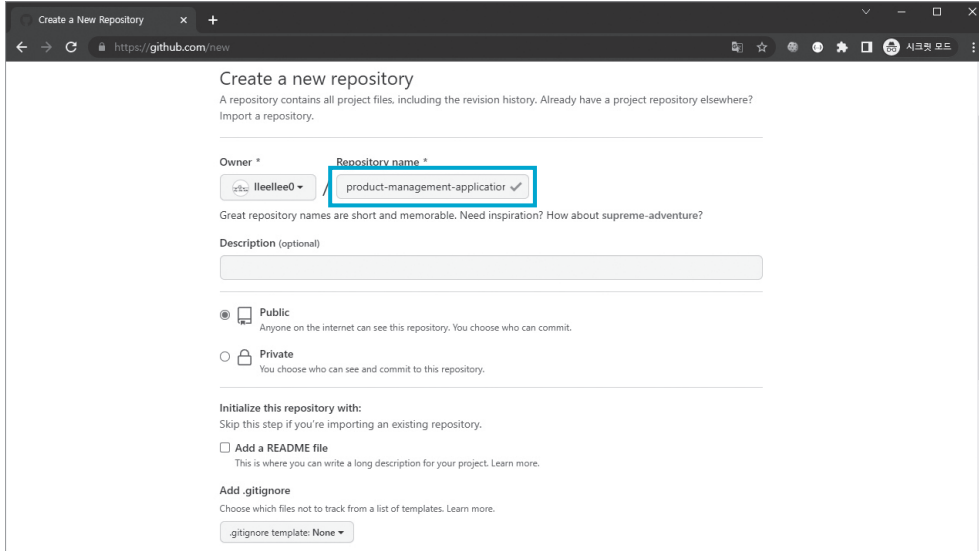 Create a New Repository
https://github.com/new
시크릿 모드
Create a new repository
A repository contains all project files, including the revision history. Already have a project repository elsewhere?
Import a repository.
Owner *
Repository name *
lleellee0
/
product-management-application
Great repository names are short and memorable. Need inspiration? How about supreme-adventure?
Description (optional)
Public
Anyone on the internet can see this repository. You choose who can commit.
Private
You choose who can see and commit to this repository.
Initialize this repository with:
Skip this step if you're importing an existing repository.
Add a README file
This is where you can write a long description for your project. Learn more.
Add .gitignore
Choose which files not to track from a list of templates. Learn more.
.gitignore template: None